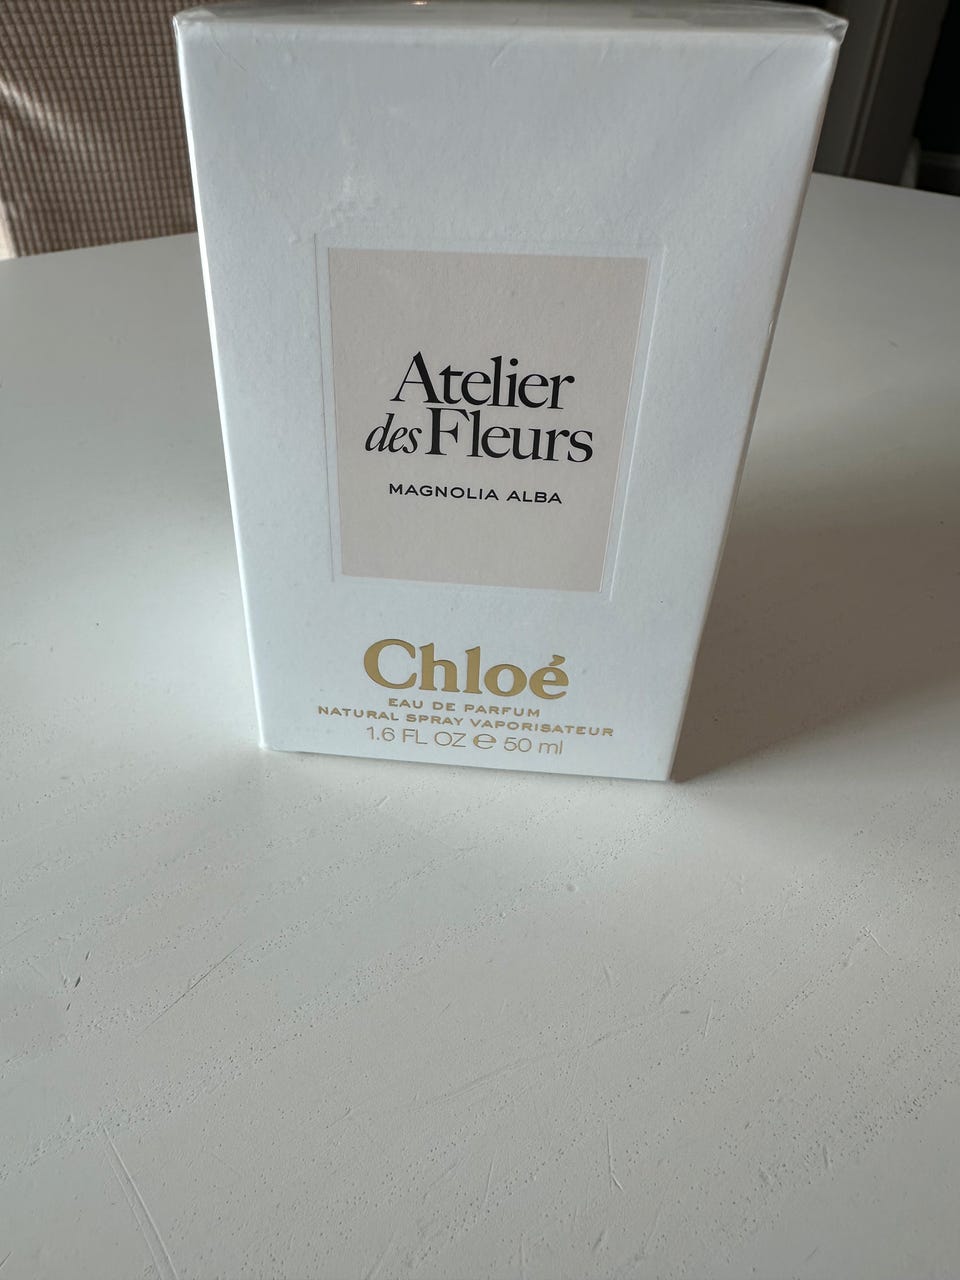 Atelier
des Fleurs
MAGNOLIA ALBA
Chloé
EAU DE PARFUM
NATURAL SPRAY VAPORISATEUR
1.6 FL OZ ℮ 50 ml